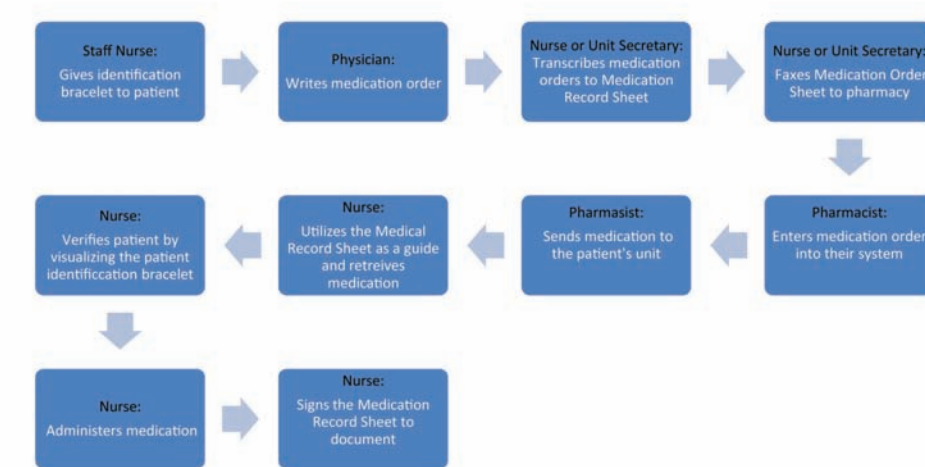 Staff Nurse:
Gives identification
bracelet to patient
Physician:
Writes medication order
Nurse or Unit Secretary:
Transcribes medication
orders to Medication
Record Sheet
Nurse or Unit Secretary:
Faxes Medication Order
Sheet to pharmacy
Pharmacist:
Enters medication order
into their system
Pharmasist:
Sends medication to
the patient's unit
Nurse:
Utilizes the Medical
Record Sheet as a guide
and retreives
medication
Nurse:
Verifies patient by
visualizing the patient
identificcation bracelet
Nurse:
Administers medication
Nurse:
Signs the Medication
Record Sheet to
document